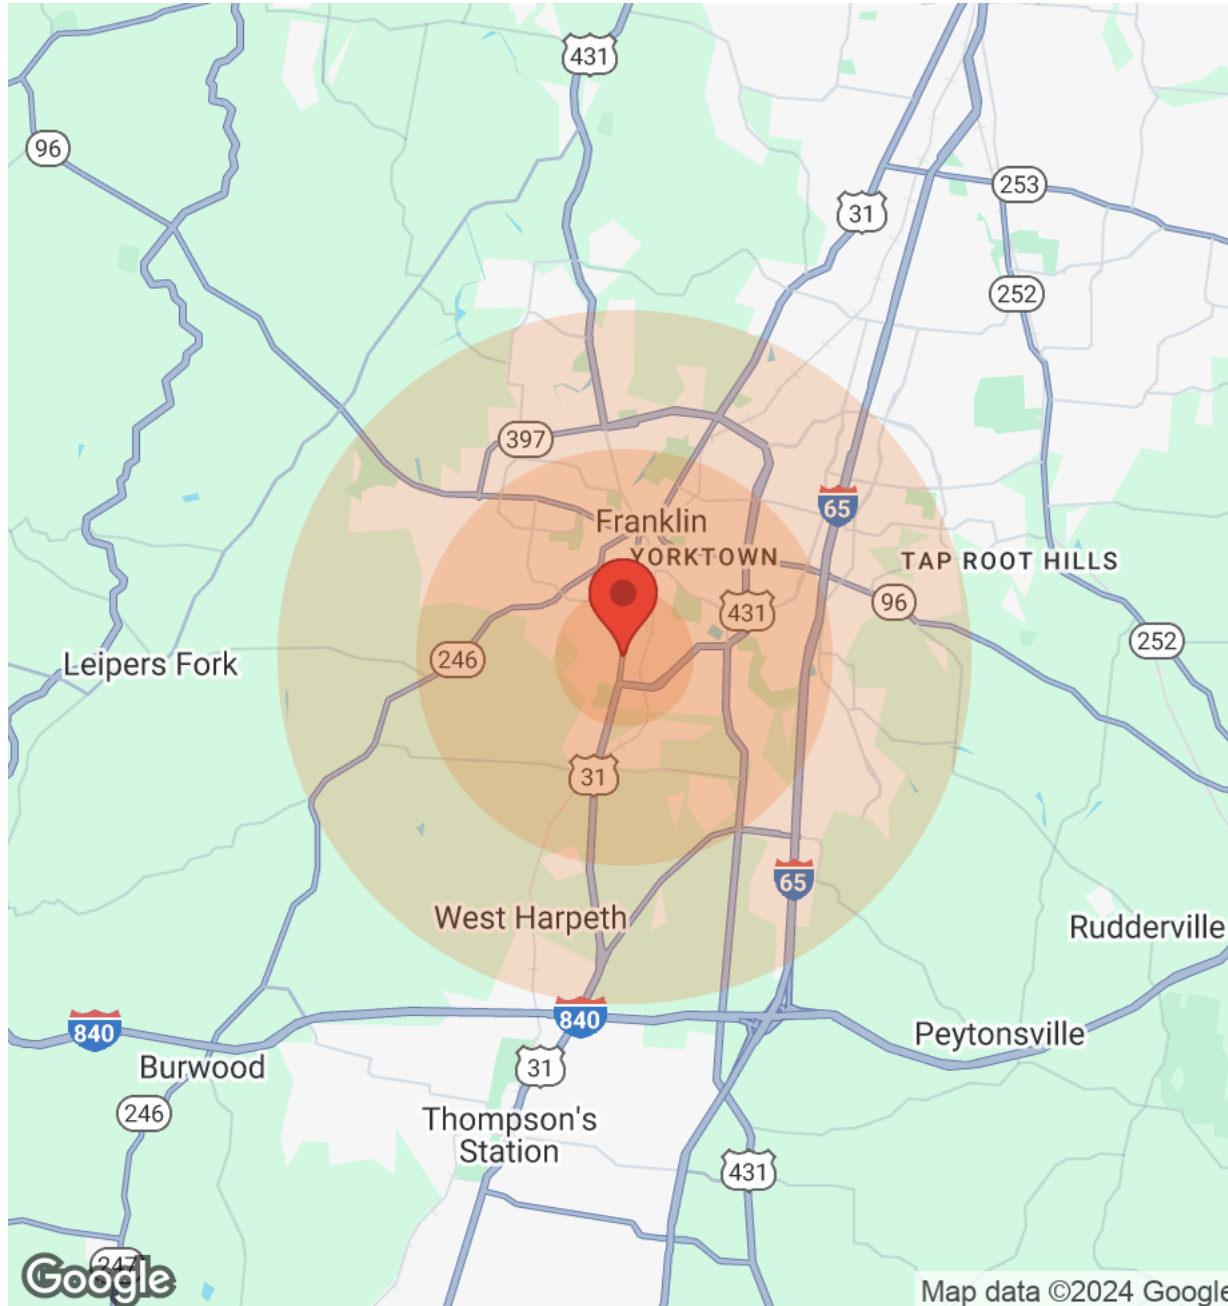 431
96
253
31
252
397
65
Franklin
YORKTOWN
TAP ROOT HILLS
96
431
252
Leipers Fork
246
31
65
West Harpeth
Rudderville
840
840
Peytonsville
Burwood
31
246
Thompson's
Station
431
247
Google
Map data ©2024 Google